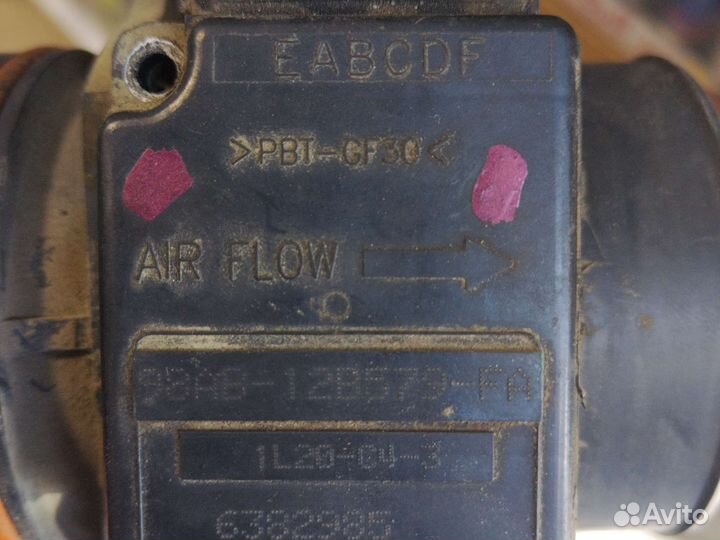 EABCDF
>PBT-GF30<
AIR FLOW
98AB-12B579-FA
1L20-04-3
6382985
Avito